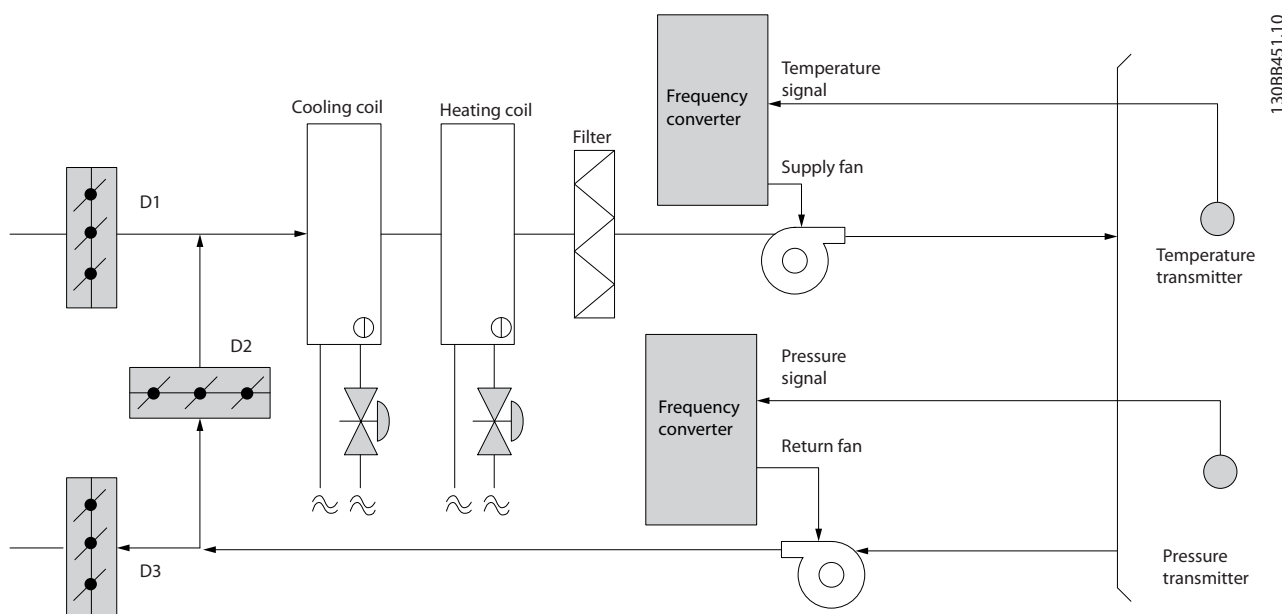 Cooling coil
Heating coil
Filter
Frequency
converter
Temperature
signal
Supply fan
D1
Temperature
transmitter
D2
Frequency
converter
Pressure
signal
Return fan
D3
Pressure
transmitter
130BB451.10